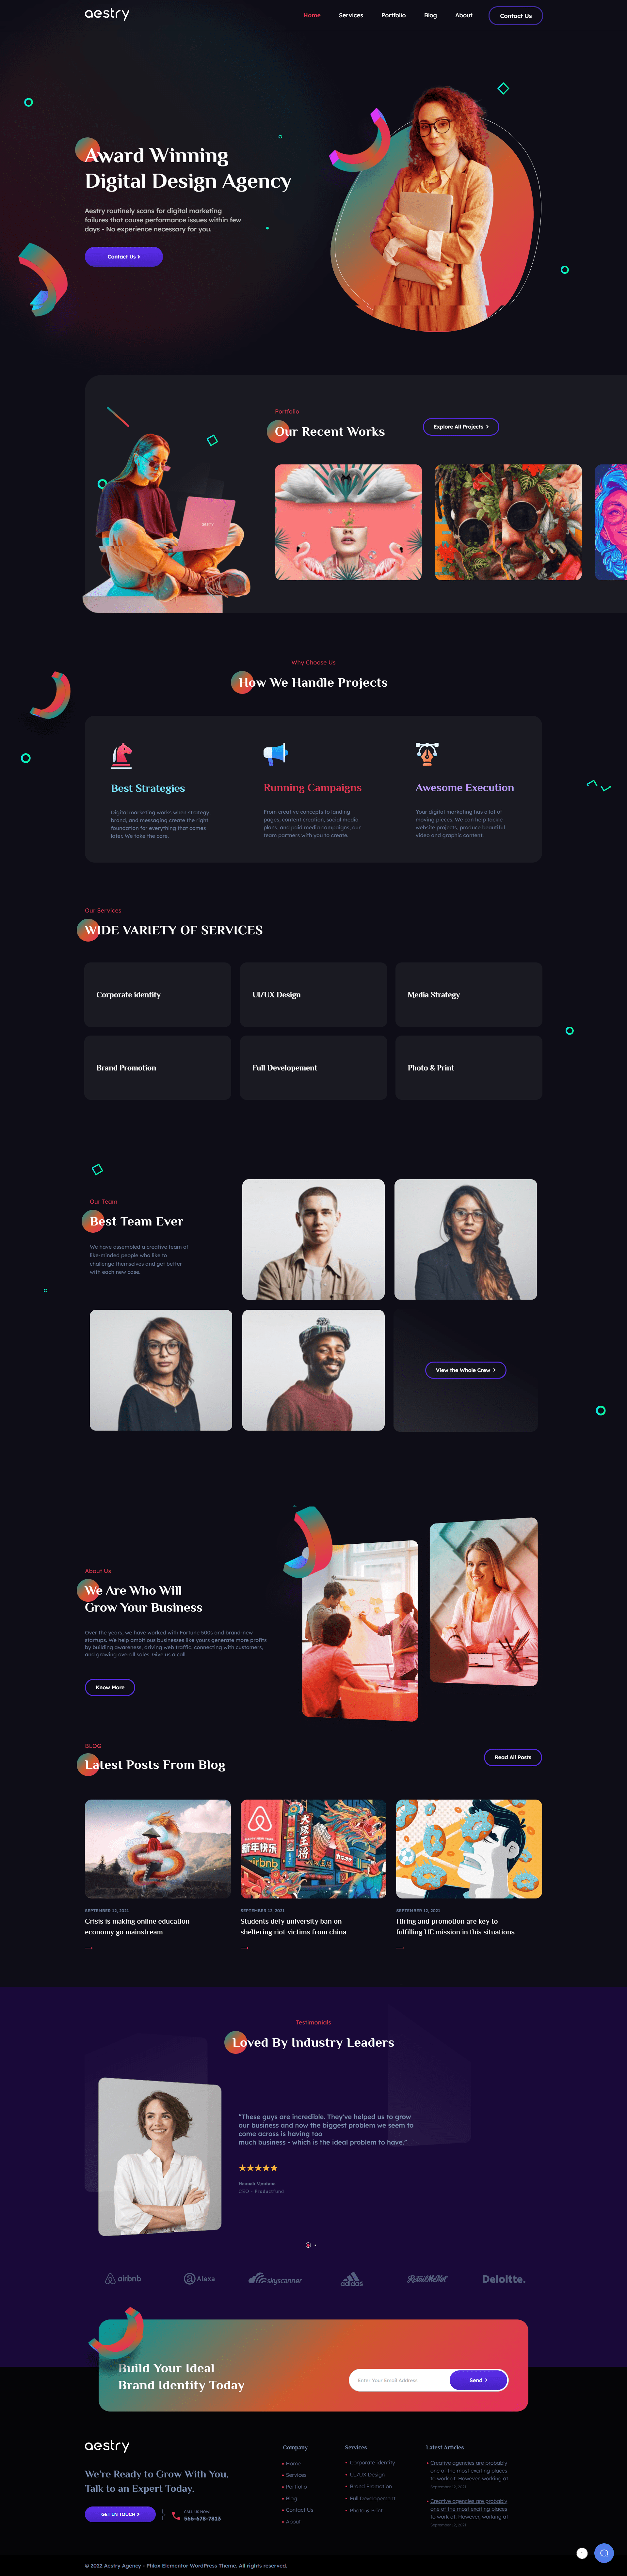 aestry
Home
Services
Portfolio
Blog
About
Contact Us
Award Winning
Digital Design Agency
Aestry routinely scans for digital marketing
failures that cause performance issues within few
days - No experience necessary for you.
Contact Us
Portfolio
Our Recent Works
Explore All Projects
aestry
Why Choose Us
How We Handle Projects
Best Strategies
Digital marketing works when strategy,
brand, and messaging create the right
foundation for everything that comes
later. We take the care.
Running Campaigns
From creative concepts to landing
pages, content creation, social media
plans, and paid media campaigns, our
team partners with you to create.
Awesome Execution
Your digital marketing has a lot of
moving pieces. We can help tackle
website projects, produce beautiful
video and graphic content
Our Services
WIDE VARIETY OF SERVICES
Corporate identity
UI/UX Design
Media Strategy
Brand Promotion
Full Developement
Photo & Print
Our Team
Best Team Ever
We have assembled a creative team of
like-minded people who like to
challenge themselves and get better
with each new case.
View the Whole Crew
About Us
We Are Who Will
Grow Your Business
Over the years, we have worked with Fortune 500s and brand-new
startups. We help ambitious businesses like yours generate more profits
by building awareness, driving web traffic, connecting with customers,
and growing overall sales. Give us a call.
Know More
BLOG
Latest Posts From Blog
Read All Posts
大阪王将
新年快乐
airbnb
SEPTEMBER 12, 2022
Crisis is making online education
economy go mainstream
SEPTEMBER 12, 2022
Students defy university ban on
sheltering riot victims from china
SEPTEMBER 12, 2022
Hiring and promotion are key to
fulfilling HE mission in this situations
Testimonials
Loved By Industry Leaders
"These guys are incredible. They've helped us to grow
our business and now the biggest problem we seem to
come across is having too
much business - which is the ideal problem to have."
Hannah Montana
CEO - Productfund
airbnb
Alexa
skyscanner
adidas
Deloitte.
Build Your Ideal
Brand Identity Today
Enter Your Email Address
Send
aestry
We're Ready to Grow With You.
Talk to an Expert Today.
GET IN TOUCH
CALL US NOW!
566-678-7813
Company
Home
Services
Portfolio
Blog
Contact Us
About
Services
Corporate identity
UI/UX Design
Brand Promotion
Full Developement
Photo & Print
Latest Articles
Creative agencies are probably
one of the most exciting places
to work at. However, working at
September 12, 2022
Creative agencies are probably
one of the most exciting places
to work at. However, working at
September 12, 2022
© 2022 Aestry Agency - Phlox Elementor WordPress Theme. All rights reserved.